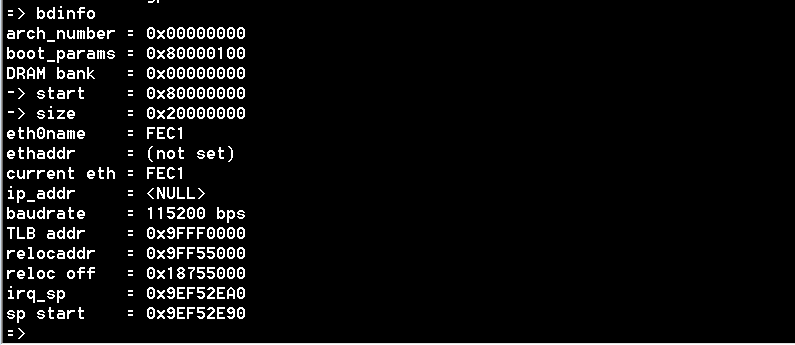 => bdinfo
arch_number = 0x00000000
boot_params = 0x80000100
DRAM bank   = 0x00000000
-> start    = 0x80000000
-> size     = 0x20000000
eth0name    = FEC1
ethaddr     = (not set)
current eth = FEC1
ip_addr     = <NULL>
baudrate    = 115200 bps
TLB addr    = 0x9FFF0000
relocaddr   = 0x9FF55000
reloc off   = 0x18755000
irq_sp      = 0x9EF52EA0
sp start    = 0x9EF52E90
=>